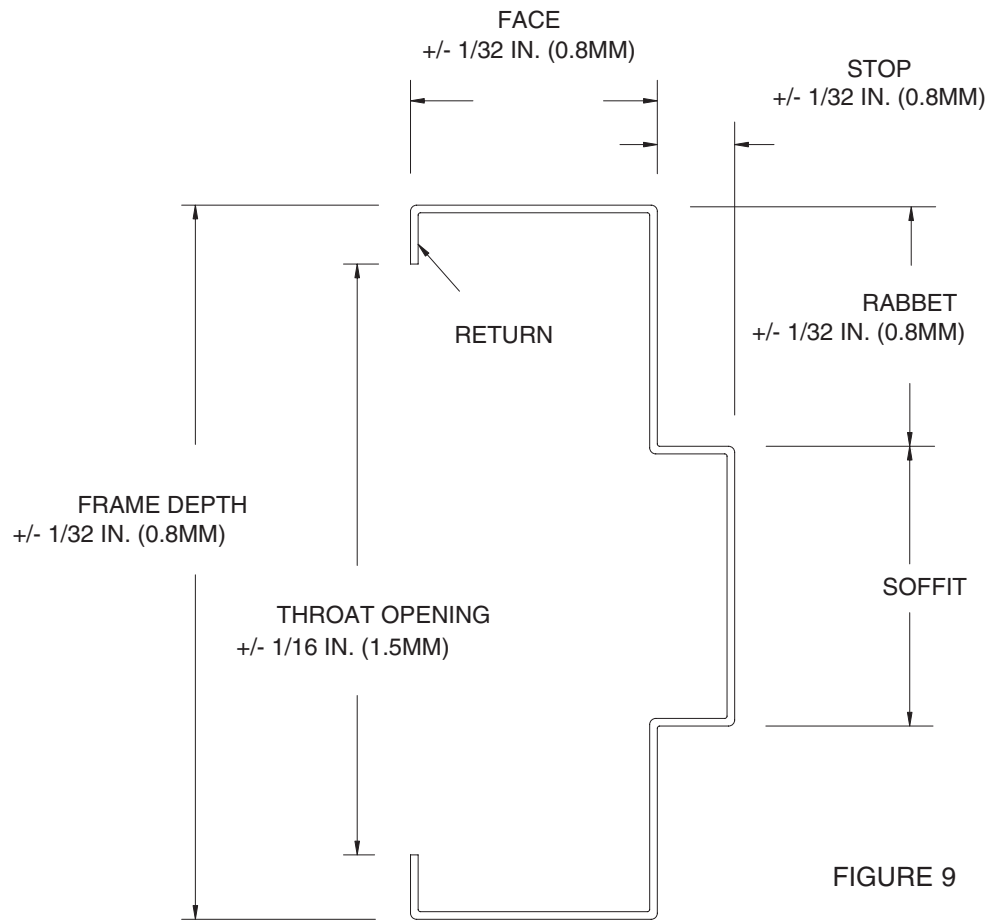 FACE
+/- 1/32 IN. (0.8MM)
STOP
+/- 1/32 IN. (0.8MM)
RETURN
RABBET
+/- 1/32 IN. (0.8MM)
FRAME DEPTH
+/- 1/32 IN. (0.8MM)
SOFFIT
THROAT OPENING
+/- 1/16 IN. (1.5MM)
FIGURE 9